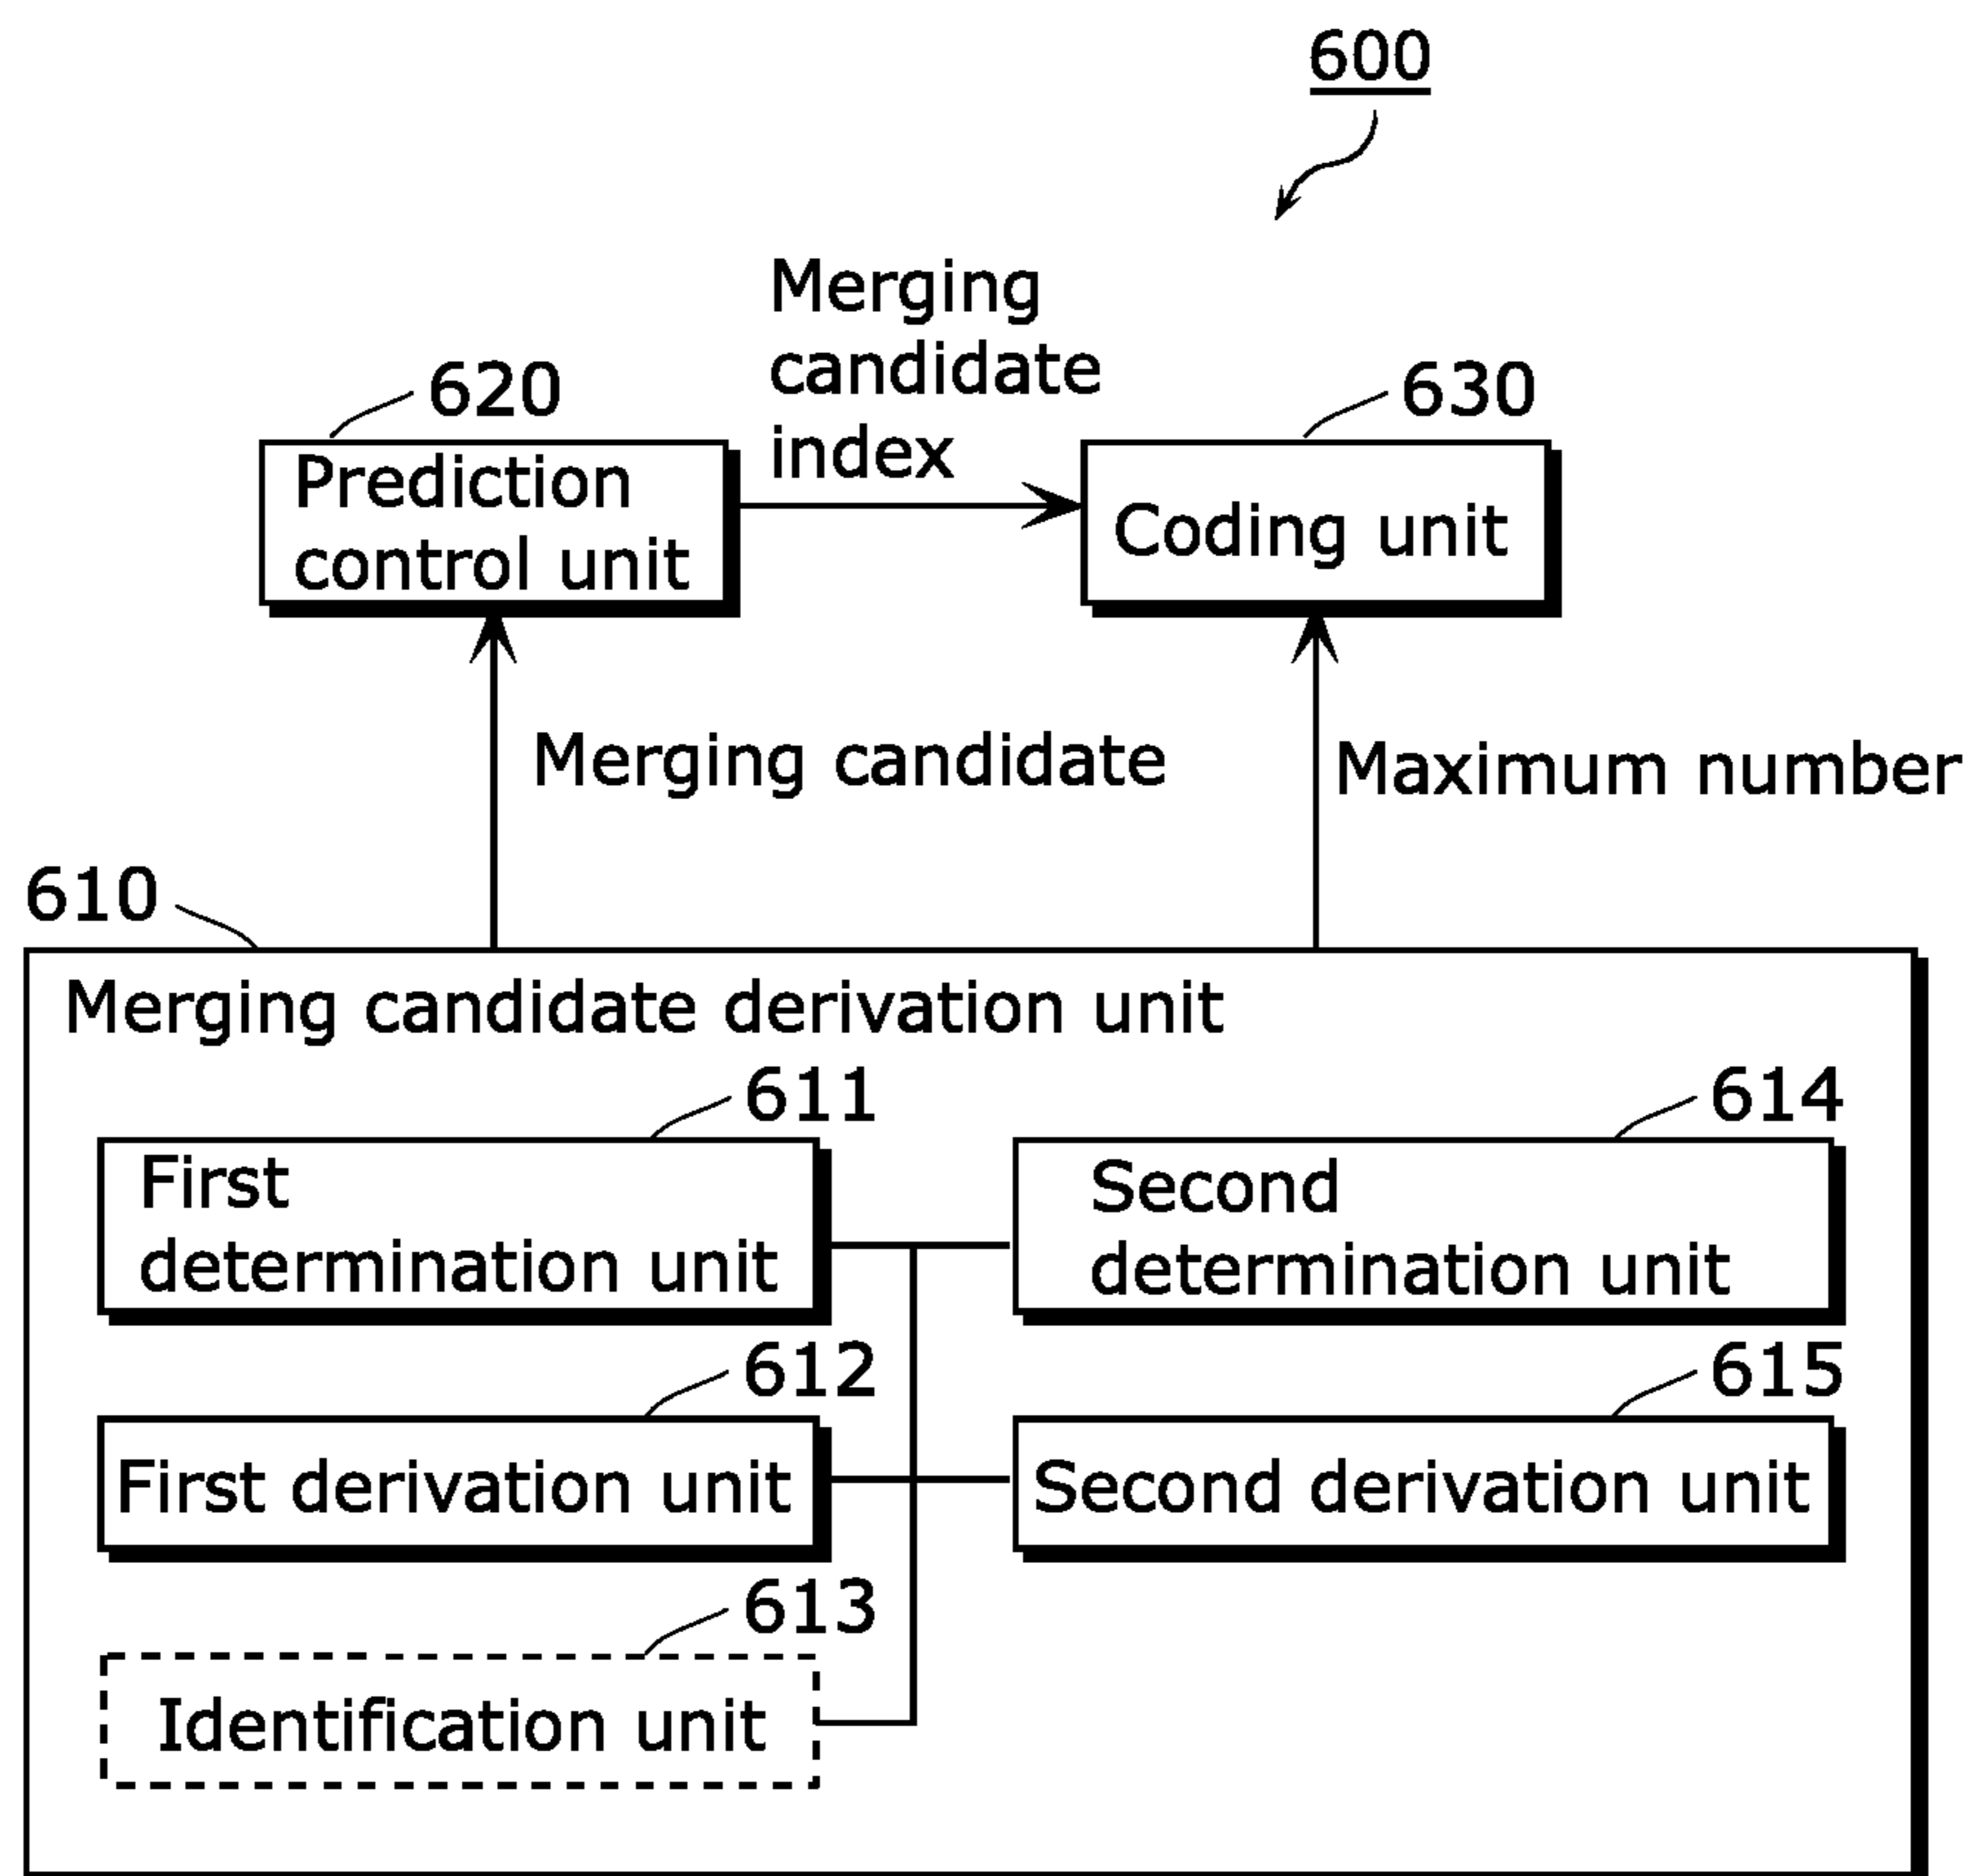 600
Merging
candidate
index
620
630
Prediction
control unit
Coding unit
Merging candidate
Maximum number
610
Merging candidate derivation unit
611
614
First
determination unit
Second
determination unit
612
615
First derivation unit
Second derivation unit
613
Identification unit